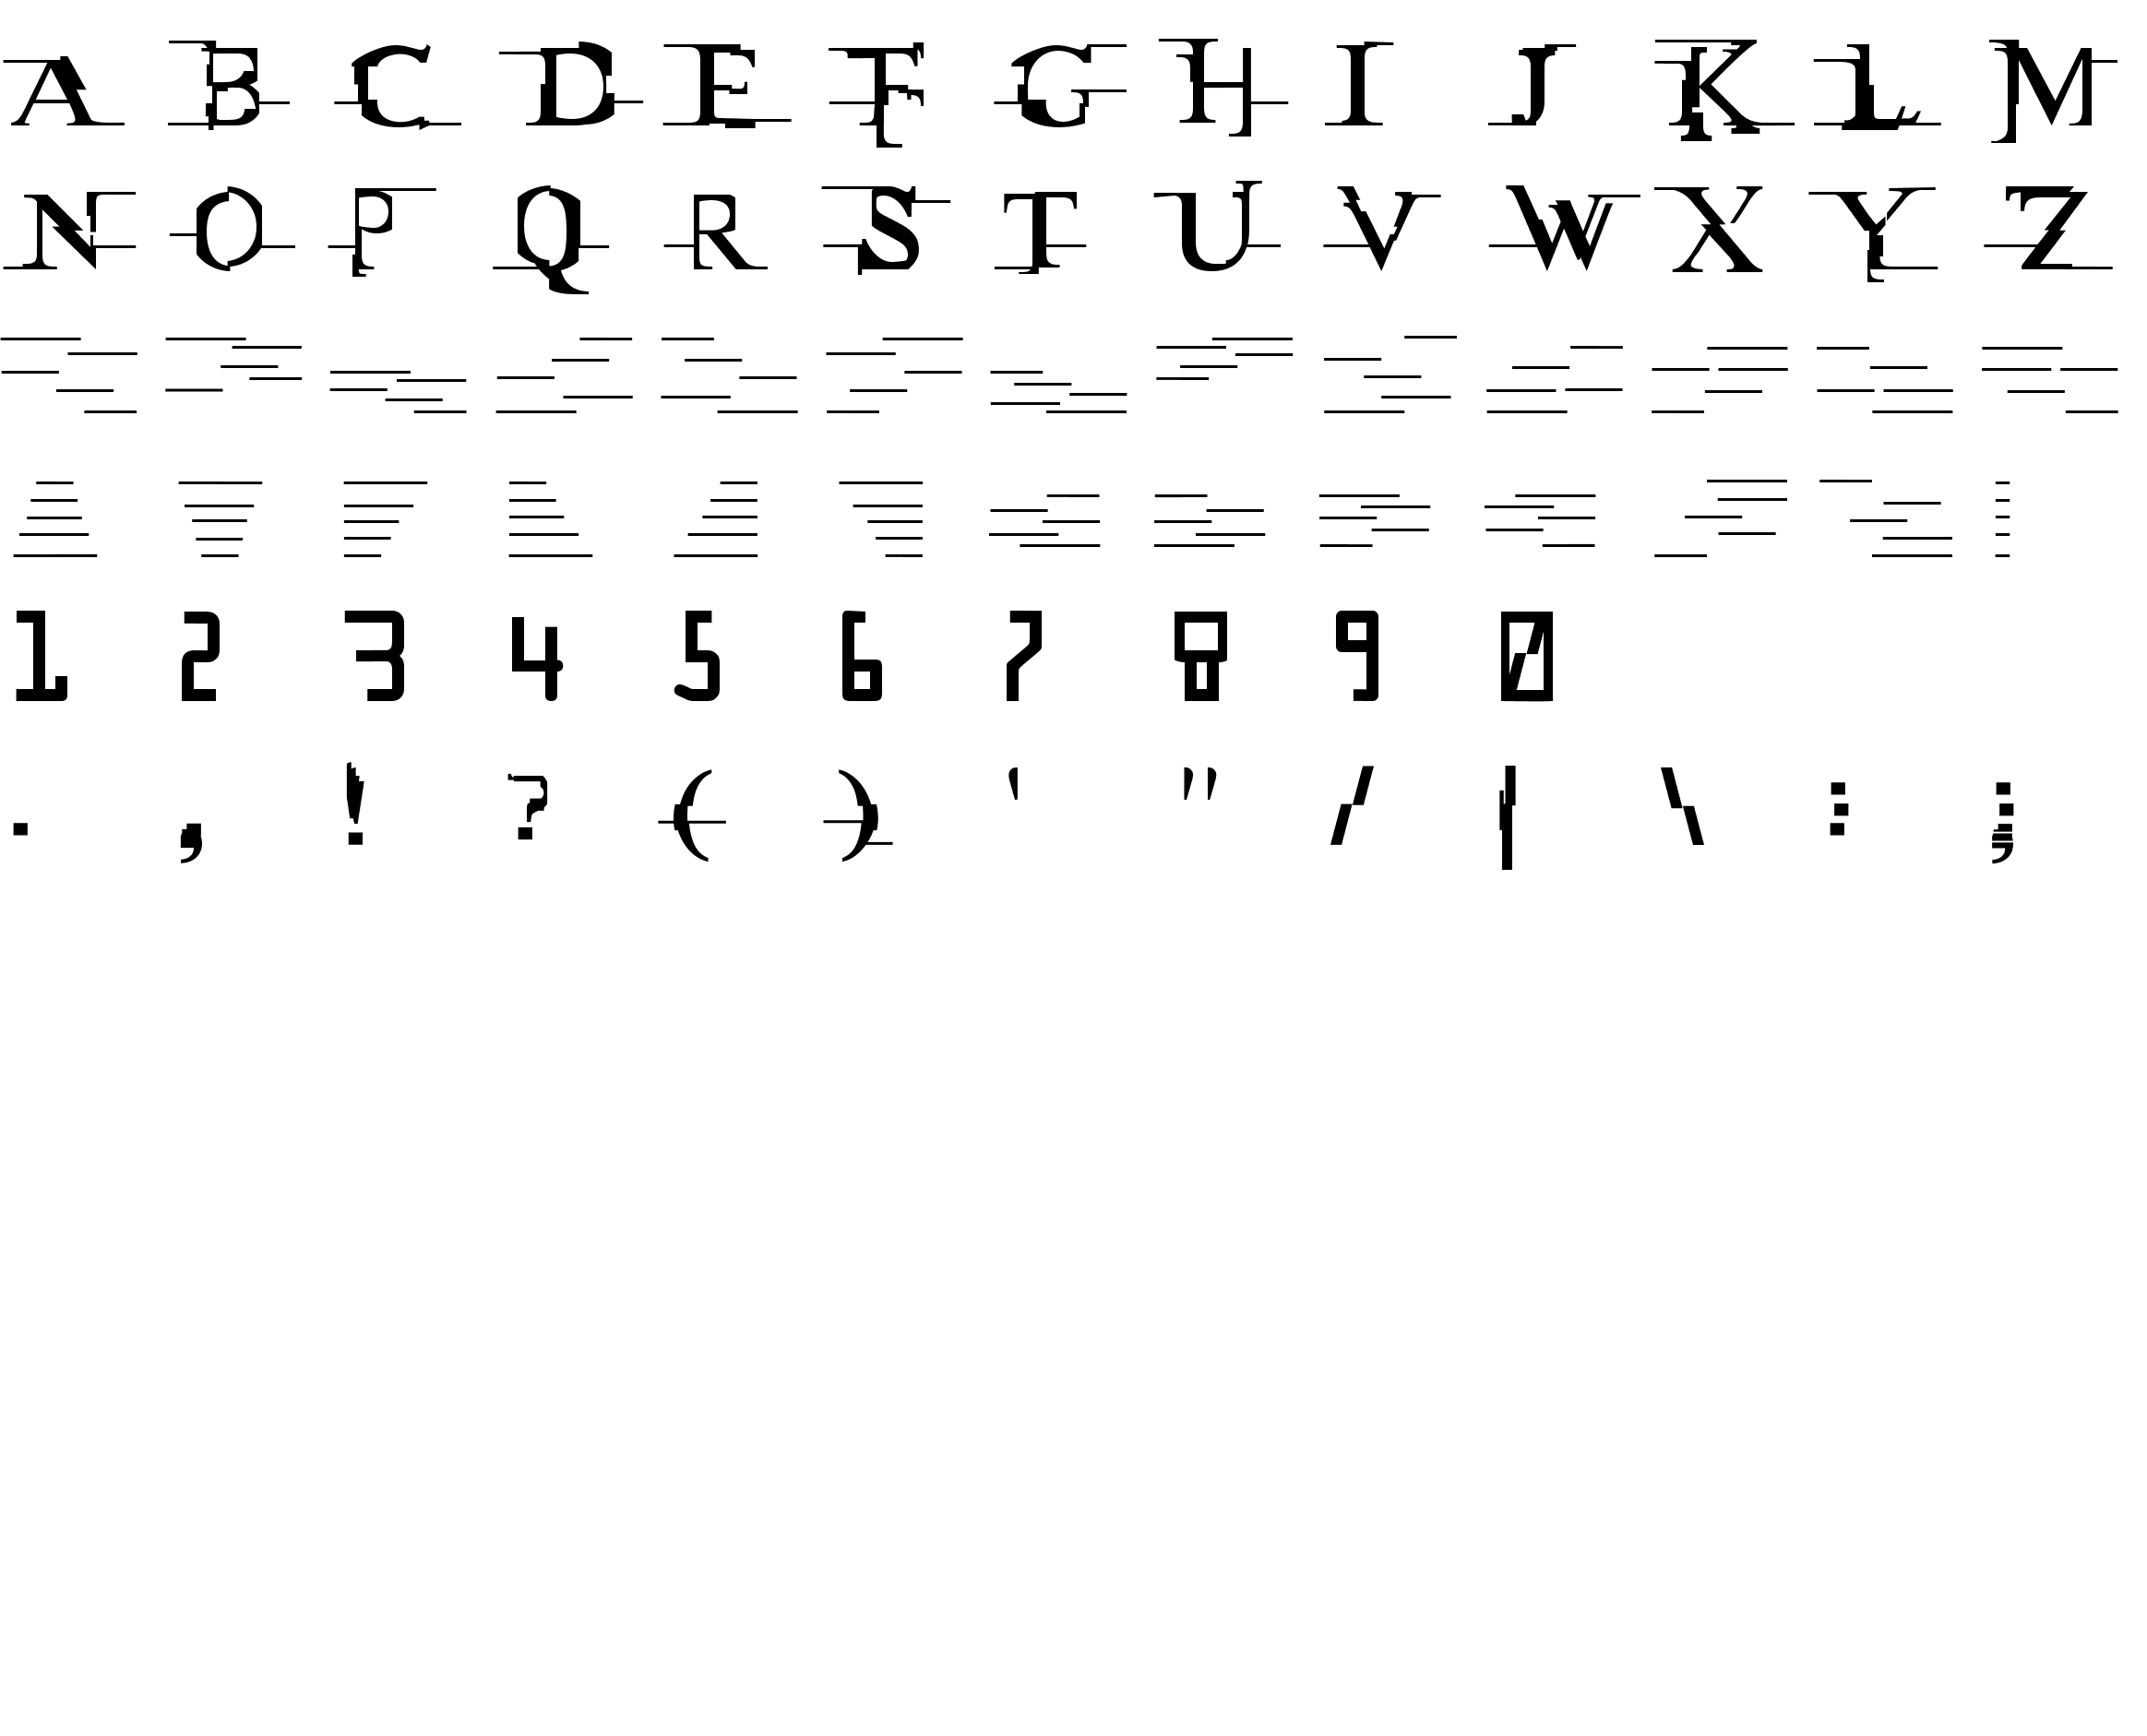 A B C D E F G H I J K L M
N O P Q R S T U V W X Y Z
1 2 3 4 5 6 7 8 9 0
. , ! ? ( ) ' " / | \ : ;